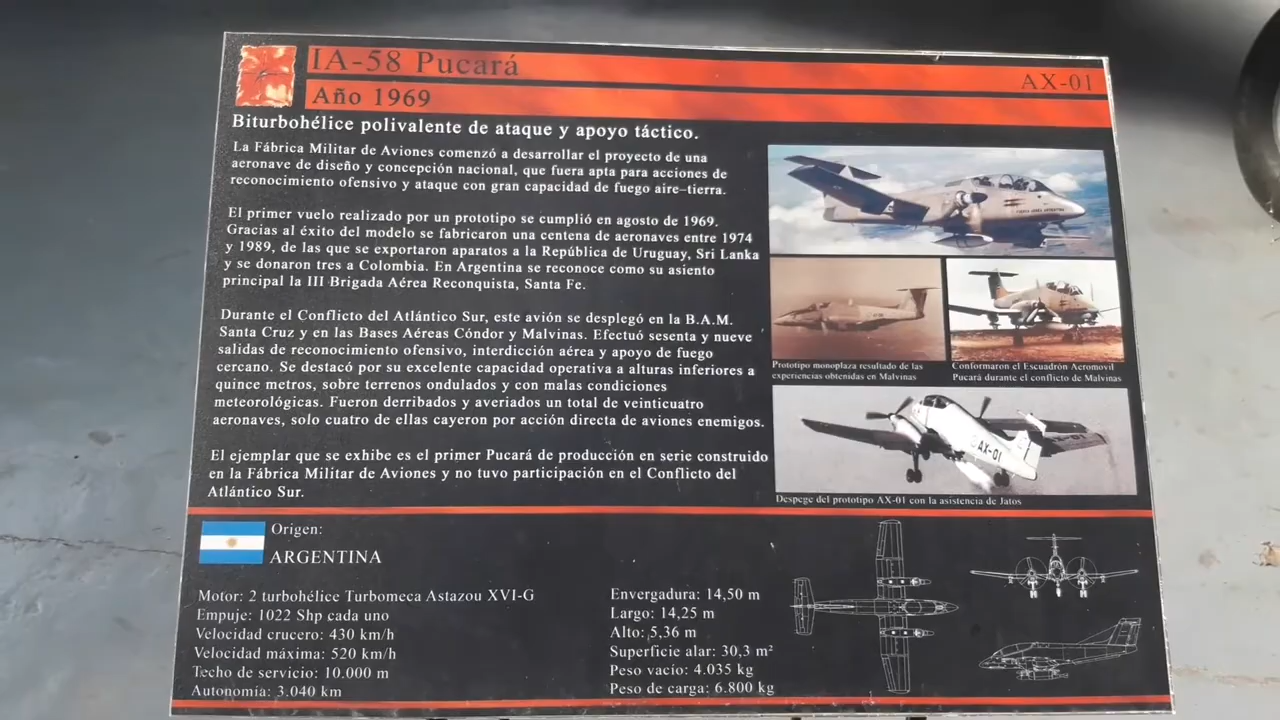 IA-58 Pucará
AX-01
Año 1969
Biturbohélice polivalente de ataque y apoyo táctico.
La Fábrica Militar de Aviones comenzó a desarrollar el proyecto de una
aeronave de diseño y concepción nacional, que fuera apta para acciones de
reconocimiento ofensivo y ataque con gran capacidad de fuego aire-tierra.
El primer vuelo realizado por un prototipo se cumplió en agosto de 1969.
Gracias al éxito del modelo se fabricaron una centena de aeronaves entre 1974
y 1989, de las que se exportaron aparatos a la República de Uruguay, Sri Lanka
y se donaron tres a Colombia. En Argentina se reconoce como su asiento
principal la III Brigada Aérea Reconquista, Santa Fe.
Durante el Conflicto del Atlántico Sur, este avión se desplegó en la B.A.M.
Santa Cruz y en las Bases Aéreas Cóndor y Malvinas. Efectuó sesenta y nueve
salidas de reconocimiento ofensivo, interdicción aérea y apoyo de fuego
cercano. Se destacó por su excelente capacidad operativa a alturas inferiores a
quince metros, sobre terrenos ondulados y con malas condiciones
meteorológicas. Fueron derribados y averiados un total de veinticuatro
aeronaves, solo cuatro de ellas cayeron por acción directa de aviones enemigos.
El ejemplar que se exhibe es el primer Pucará de producción en serie construido
en la Fábrica Militar de Aviones y no tuvo participación en el Conflicto del
Atlántico Sur.
Prototipo monoplaza resultado de las
experiencias obtenidas en Malvinas
Conformaron el Escuadrón Aeromovil
Pucará durante el conflicto de Malvinas
AX-01
Despege del prototipo AX-01 con la asistencia de Jatos
Origen:
ARGENTINA
Motor: 2 turbohélice Turbomeca Astazou XVI-G
Empuje: 1022 Shp cada uno
Velocidad crucero: 430 km/h
Velocidad máxima: 520 km/h
Techo de servicio: 10.000 m
Autonomía: 3.040 km
Envergadura: 14,50 m
Largo: 14,25 m
Alto: 5,36 m
Superficie alar: 30,3 m²
Peso vacío: 4.035 kg
Peso de carga: 6.800 kg